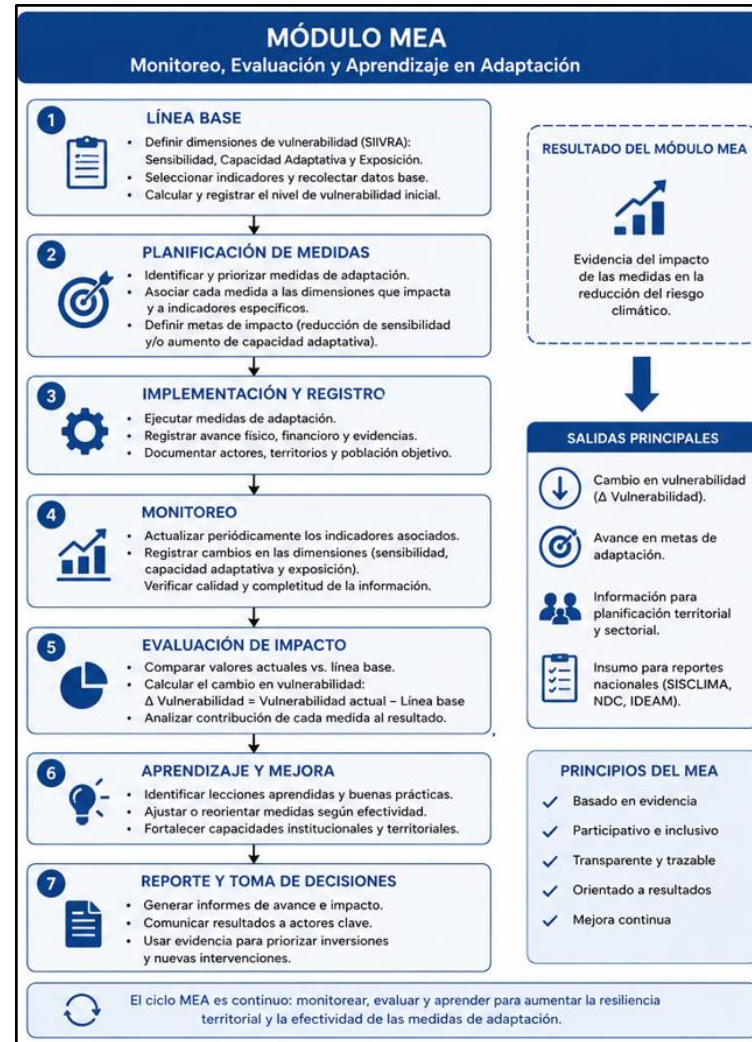 MÓDULO MEA
Monitoreo, Evaluación y Aprendizaje en Adaptación
1
LÍNEA BASE
• Definir dimensiones de vulnerabilidad (SIIVRA):
Sensibilidad, Capacidad Adaptativa y Exposición.
• Seleccionar indicadores y recolectar datos base.
• Calcular y registrar el nivel de vulnerabilidad inicial.
2
PLANIFICACIÓN DE MEDIDAS
• Identificar y priorizar medidas de adaptación.
• Asociar cada medida a las dimensiones que impacta
y a indicadores específicos.
• Definir metas de impacto (reducción de sensibilidad
y/o aumento de capacidad adaptativa).
3
IMPLEMENTACIÓN Y REGISTRO
• Ejecutar medidas de adaptación.
• Registrar avance físico, financioro y evidencias.
• Documentar actores, territorios y población objetivo.
4
MONITOREO
• Actualizar periódicamente los indicadores asociados.
• Registrar cambios en las dimensiones (sensibilidad,
capacidad adaptativa y exposición).
Verificar calidad y completitud de la información.
5
EVALUACIÓN DE IMPACTO
• Comparar valores actuales vs. línea base.
• Calcular el cambio en vulnerabilidad:
Δ Vulnerabilidad = Vulnerabilidad actual – Línea base
• Analizar contribución de cada medida al resultado.
6
APRENDIZAJE Y MEJORA
• Identificar lecciones aprendidas y buenas prácticas.
• Ajustar o reorientar medidas según efectividad.
• Fortalecer capacidades institucionales y territoriales.
7
REPORTE Y TOMA DE DECISIONES
• Generar informes de avance e impacto.
• Comunicar resultados a actores clave.
• Usar evidencia para priorizar inversiones
y nuevas intervenciones.
RESULTADO DEL MÓDULO MEA
Evidencia del impacto
de las medidas en la
reducción del riesgo
climático.
SALIDAS PRINCIPALES
Cambio en vulnerabilidad
(Δ Vulnerabilidad).
Avance en metas de
adaptación.
Información para
planificación territorial
y sectorial.
Insumo para reportes
nacionales (SISCLIMA,
NDC, IDEAM).
PRINCIPIOS DEL MEA
✓ Basado en evidencia
✓ Participativo e inclusivo
✓ Transparente y trazable
✓ Orientado a resultados
✓ Mejora continua
El ciclo MEA es continuo: monitorear, evaluar y aprender para aumentar la resiliencia
territorial y la efectividad de las medidas de adaptación.